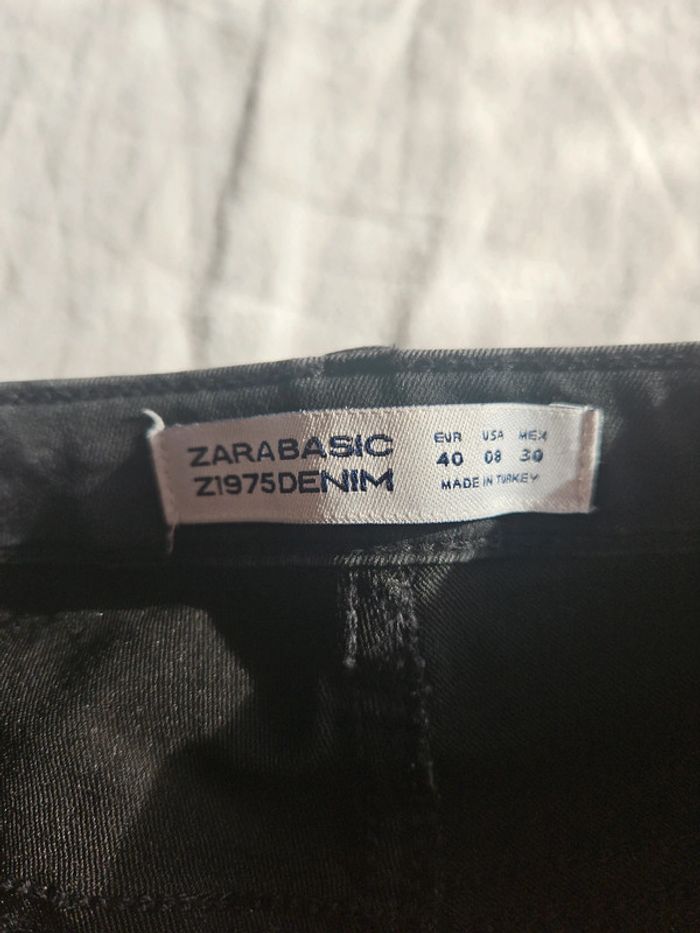 ZARABASIC
Z1975DENIM
EUR USA MEX
40 08 30
MADE IN TURKEY